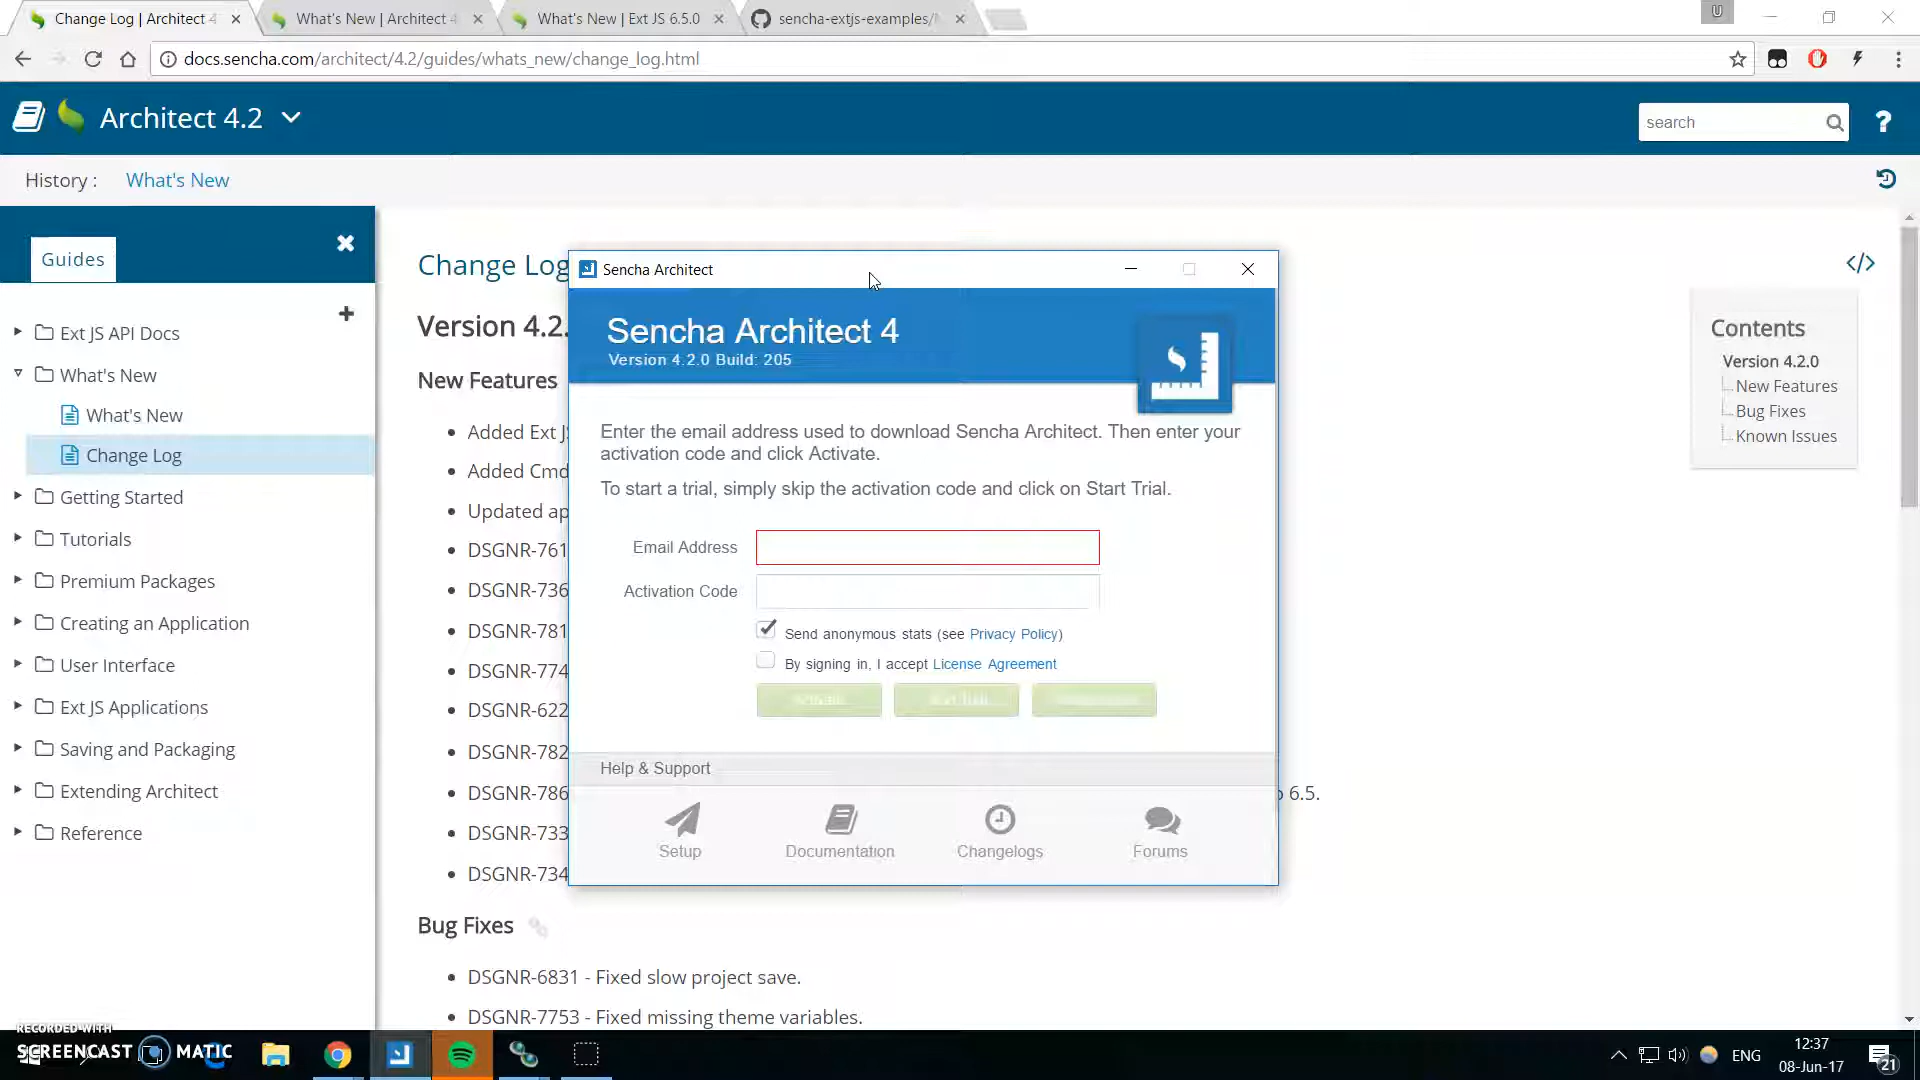 Change Log | Architect 4
What's New | Architect 4
What's New | Ext JS 6.5.0
sencha-extjs-examples/
U
docs.sencha.com/architect/4.2/guides/whats_new/change_log.html
Architect 4.2
search
?
History :
What's New
Guides
Ext JS API Docs
What's New
What's New
Change Log
Getting Started
Tutorials
Premium Packages
Creating an Application
User Interface
Ext JS Applications
Saving and Packaging
Extending Architect
Reference
Change Log
Version 4.2.
New Features
Added Ext JS
Added Cmd
Updated ap
DSGNR-761
DSGNR-736
DSGNR-781
DSGNR-774
DSGNR-622
DSGNR-782
DSGNR-786
6.5.
DSGNR-733
DSGNR-734
Bug Fixes
DSGNR-6831 - Fixed slow project save.
DSGNR-7753 - Fixed missing theme variables.
Sencha Architect
Sencha Architect 4
Version 4.2.0 Build: 205
Enter the email address used to download Sencha Architect. Then enter your
activation code and click Activate.
To start a trial, simply skip the activation code and click on Start Trial.
Email Address
Activation Code
Send anonymous stats (see Privacy Policy)
By signing in, I accept License Agreement
Help & Support
Setup
Documentation
Changelogs
Forums
</>
Contents
Version 4.2.0
New Features
Bug Fixes
Known Issues
RECORDED WITH
SCREENCAST MATIC
ENG
12:37
08-Jun-17
21